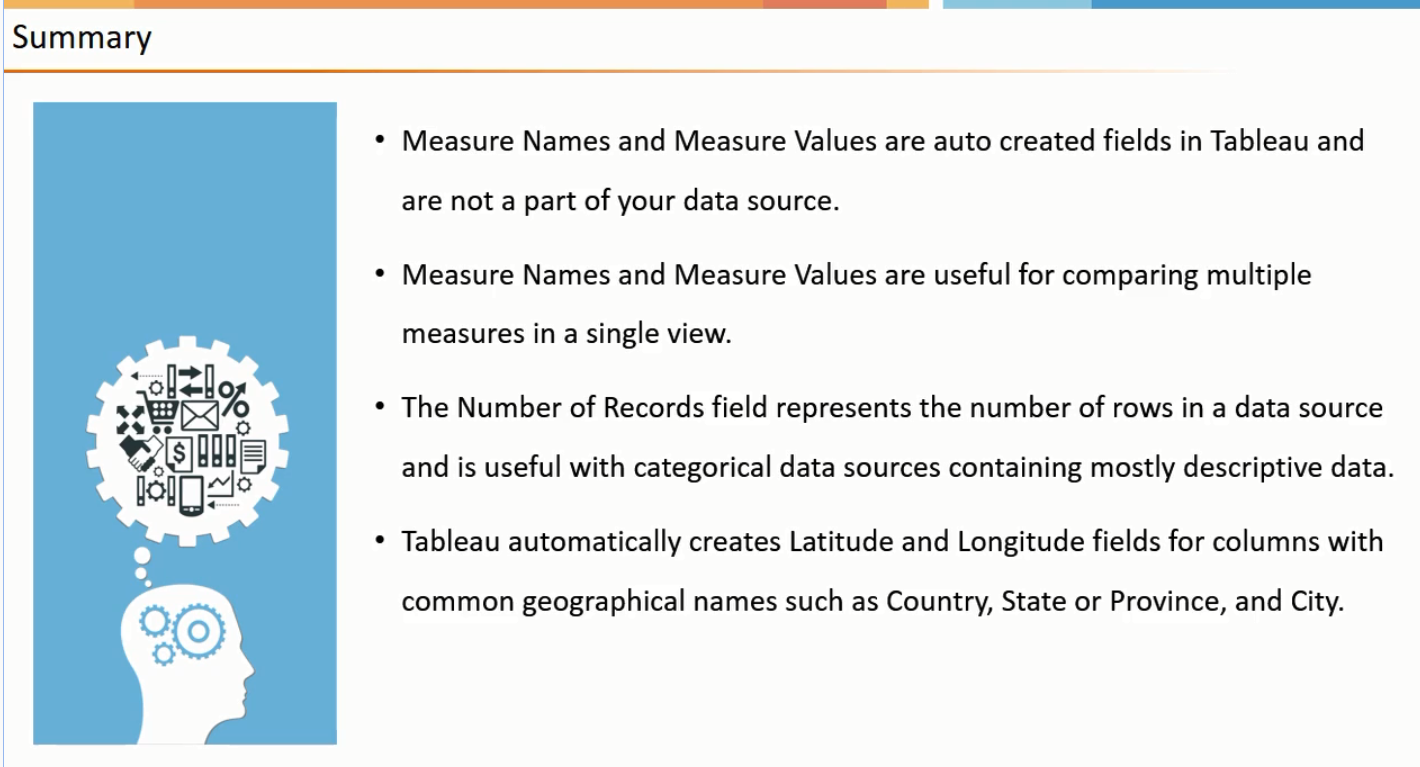 Summary
• Measure Names and Measure Values are auto created fields in Tableau and
are not a part of your data source.
• Measure Names and Measure Values are useful for comparing multiple
measures in a single view.
• The Number of Records field represents the number of rows in a data source
and is useful with categorical data sources containing mostly descriptive data.
• Tableau automatically creates Latitude and Longitude fields for columns with
common geographical names such as Country, State or Province, and City.